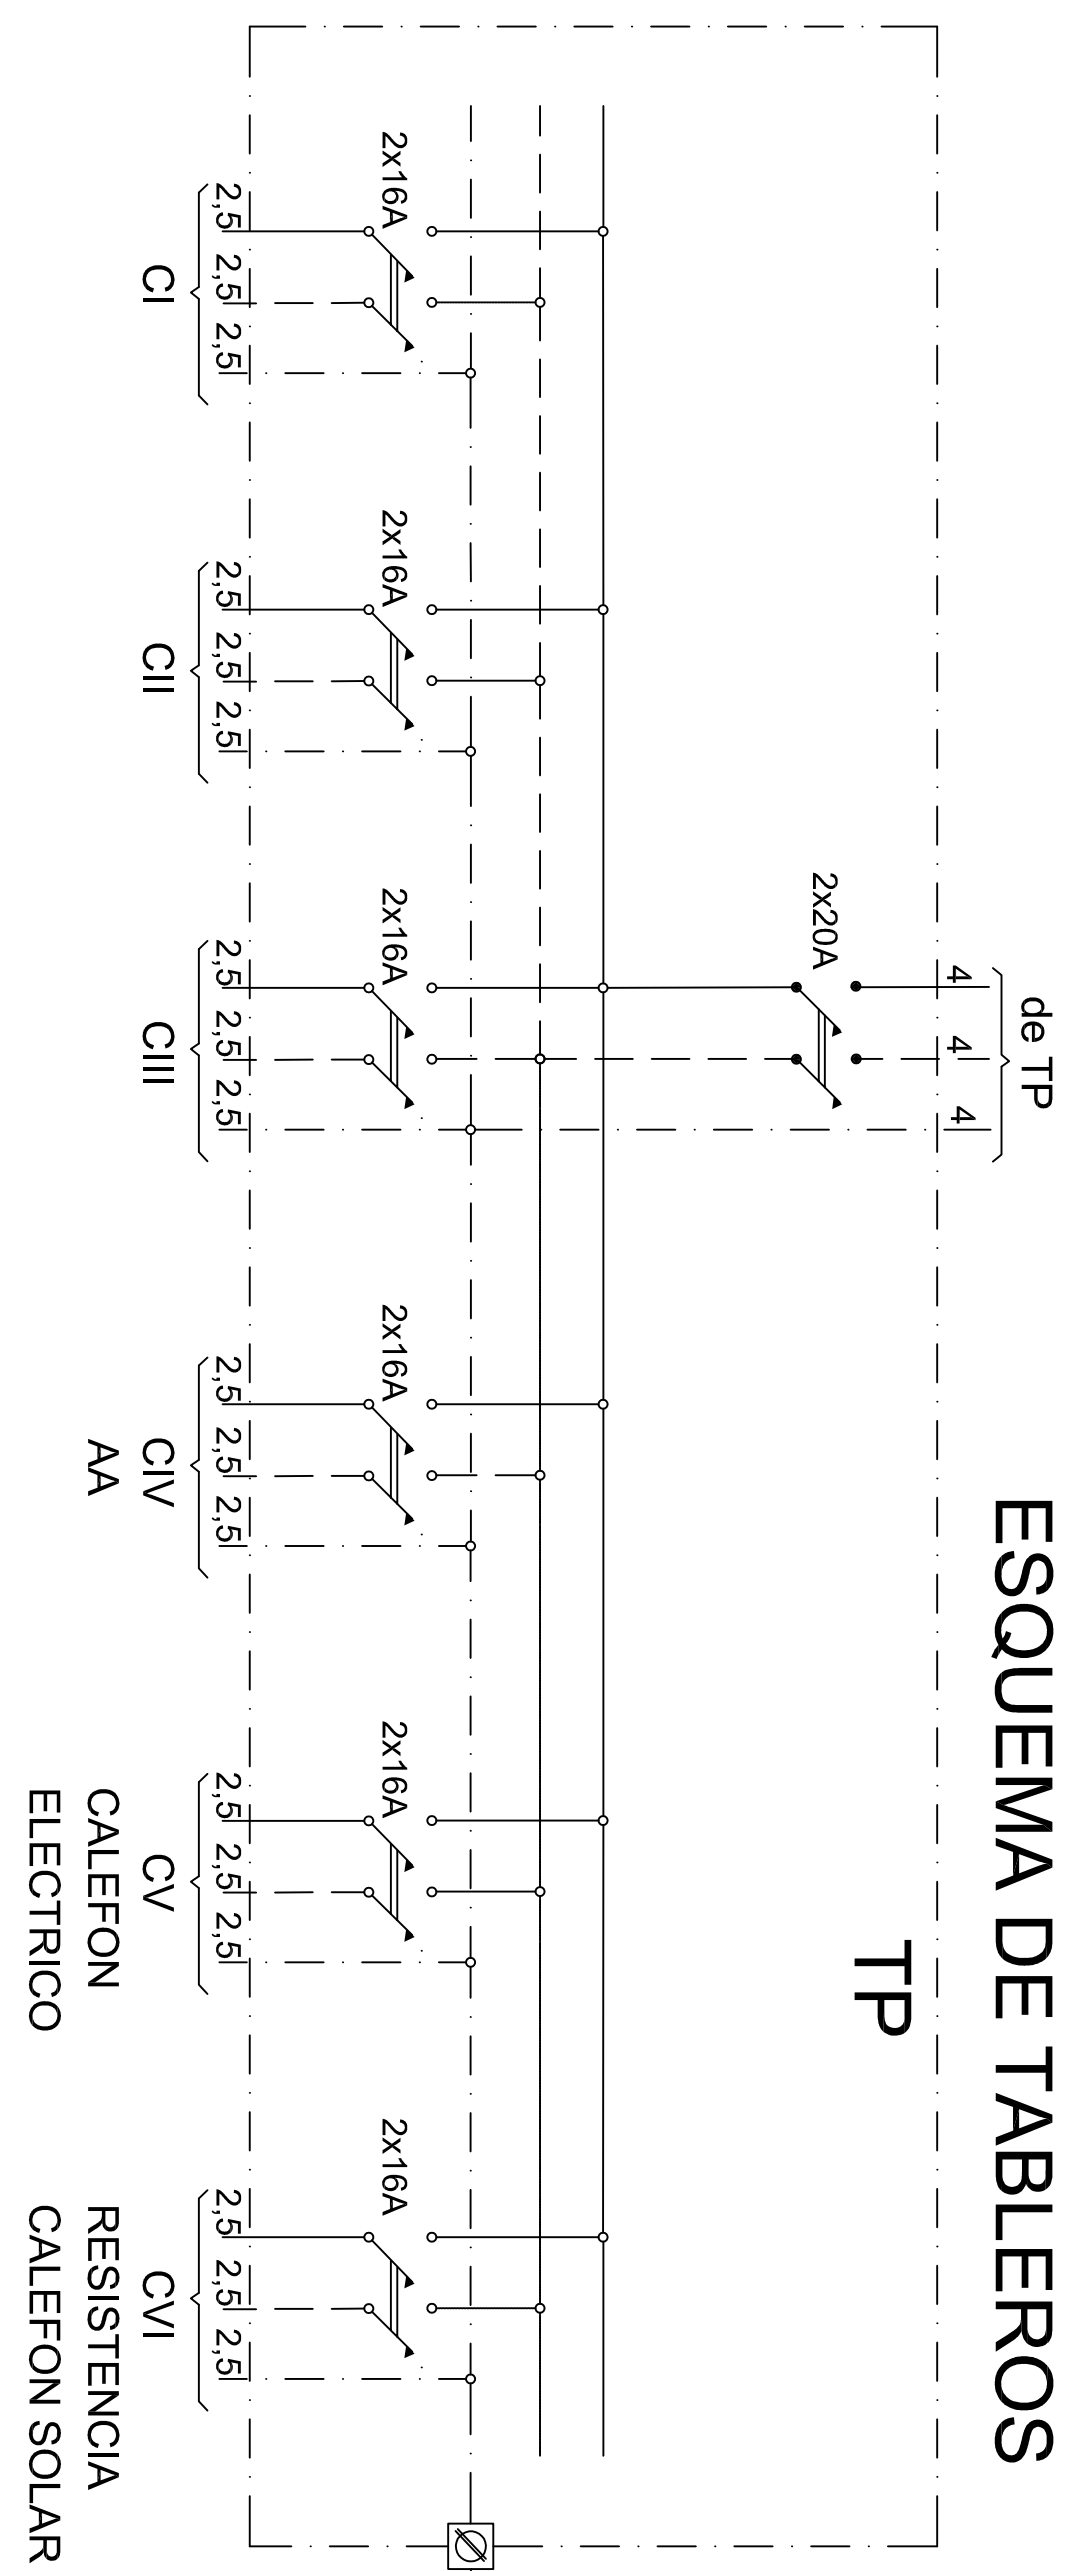 ESQUEMA DE TABLEROS
TP
de TP
4 4 4
2x20A
2x16A 2x16A 2x16A 2x16A 2x16A 2x16A
2,5 2,5 2,5 2,5 2,5 2,5 2,5 2,5 2,5 2,5 2,5 2,5 2,5 2,5 2,5 2,5 2,5 2,5
CI CII CIII CIV CV CVI
AA
CALEFON
ELECTRICO
RESISTENCIA
CALEFON SOLAR